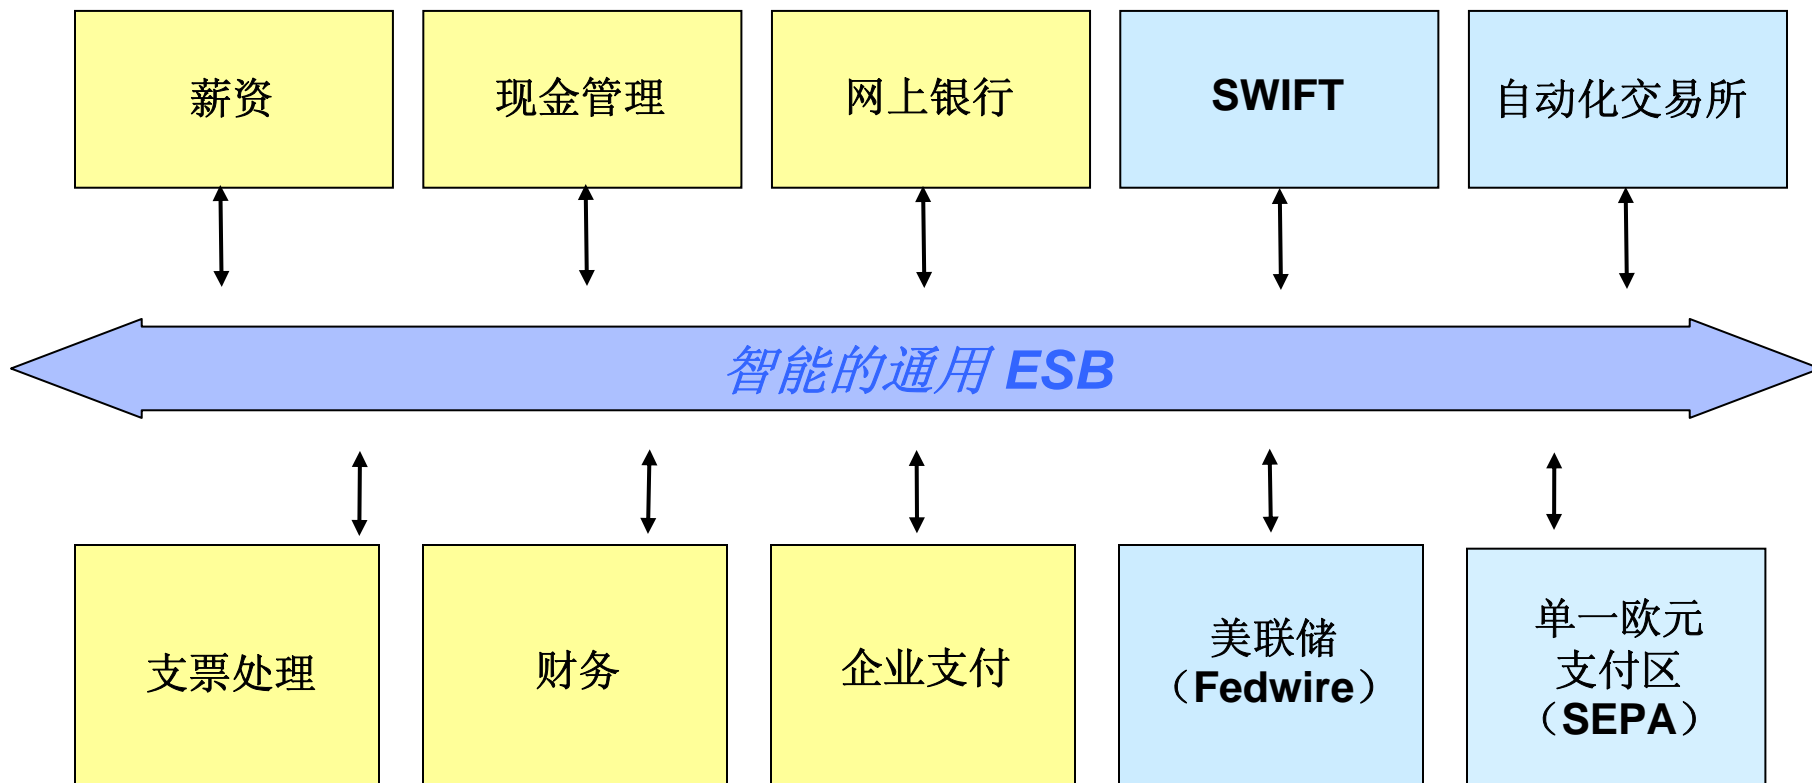 薪资
现金管理
网上银行
SWIFT
自动化交易所
智能的通用 ESB
支票处理
财务
企业支付
美联储
（Fedwire）
单一欧元
支付区
（SEPA）